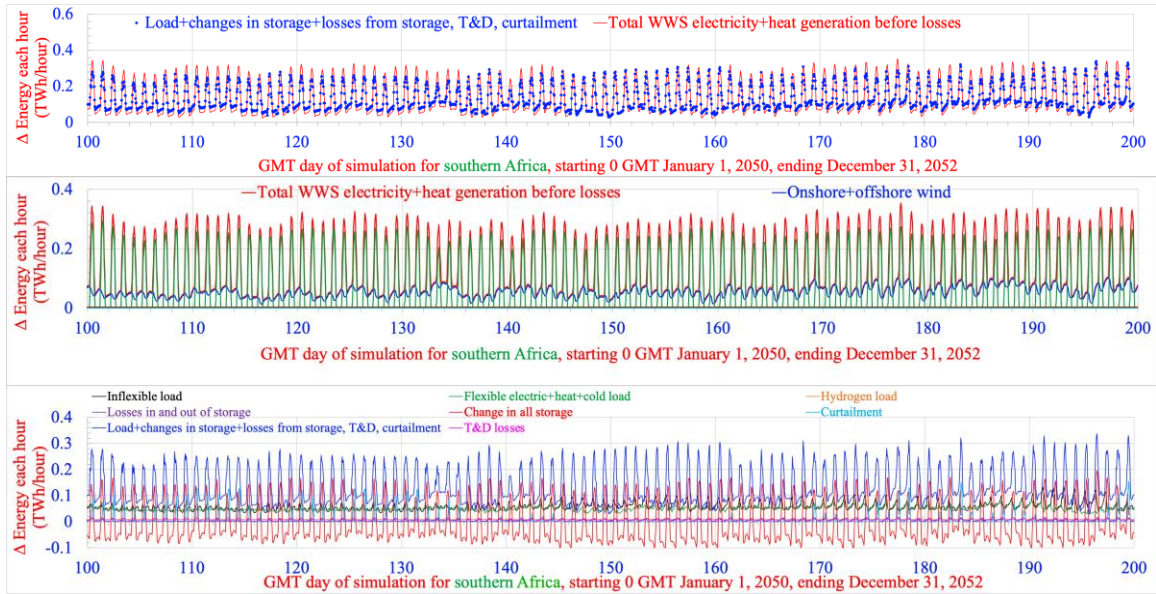 0.6
Load+changes in storage+losses from storage, T&D, curtailment
Total WWS electricity+heat generation before losses
Δ Energy each hour
(TWh/hour)
0.4
0.2
0
100 110 120 130 140 150 160 170 180 190 200
GMT day of simulation for southern Africa, starting 0 GMT January 1, 2050, ending December 31, 2052
0.4
Total WWS electricity+heat generation before losses
Onshore+offshore wind
Δ Energy each hour
(TWh/hour)
0.2
0
100 110 120 130 140 150 160 170 180 190 200
GMT day of simulation for southern Africa, starting 0 GMT January 1, 2050, ending December 31, 2052
Inflexible load
Flexible electric+heat+cold load
Hydrogen load
Losses in and out of storage
Change in all storage
Curtailment
Load+changes in storage+losses from storage, T&D, curtailment
T&D losses
Δ Energy each hour
(TWh/hour)
0.4
0.3
0.2
0.1
0
-0.1
100 110 120 130 140 150 160 170 180 190 200
GMT day of simulation for southern Africa, starting 0 GMT January 1, 2050, ending December 31, 2052